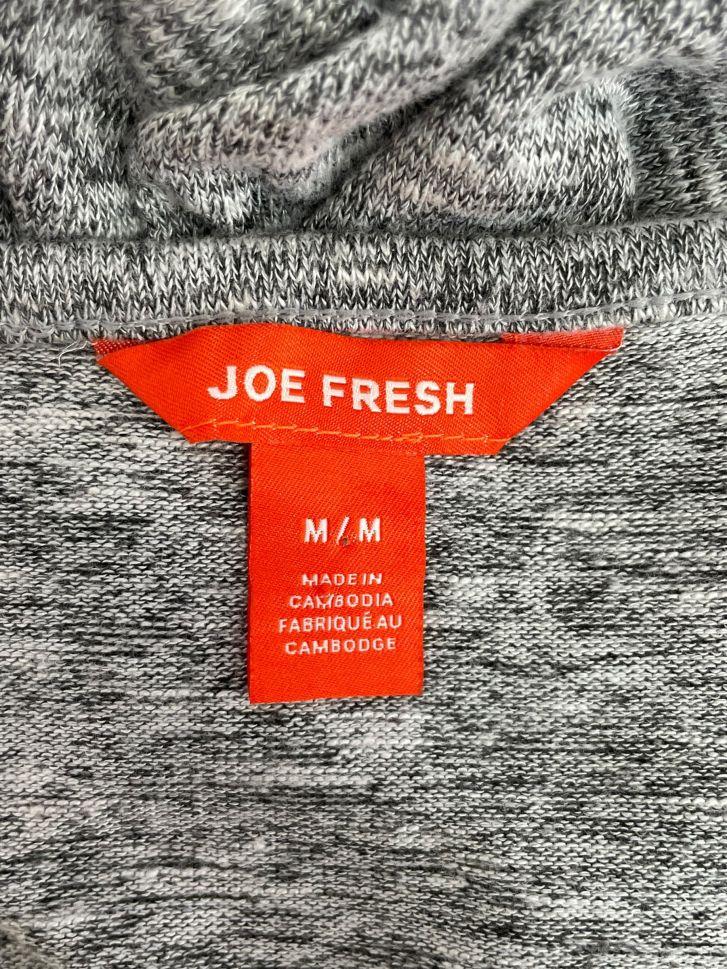 JOE FRESH
M/M
MADE IN
CAMBODIA
FABRIQUÉ AU
CAMBODGE